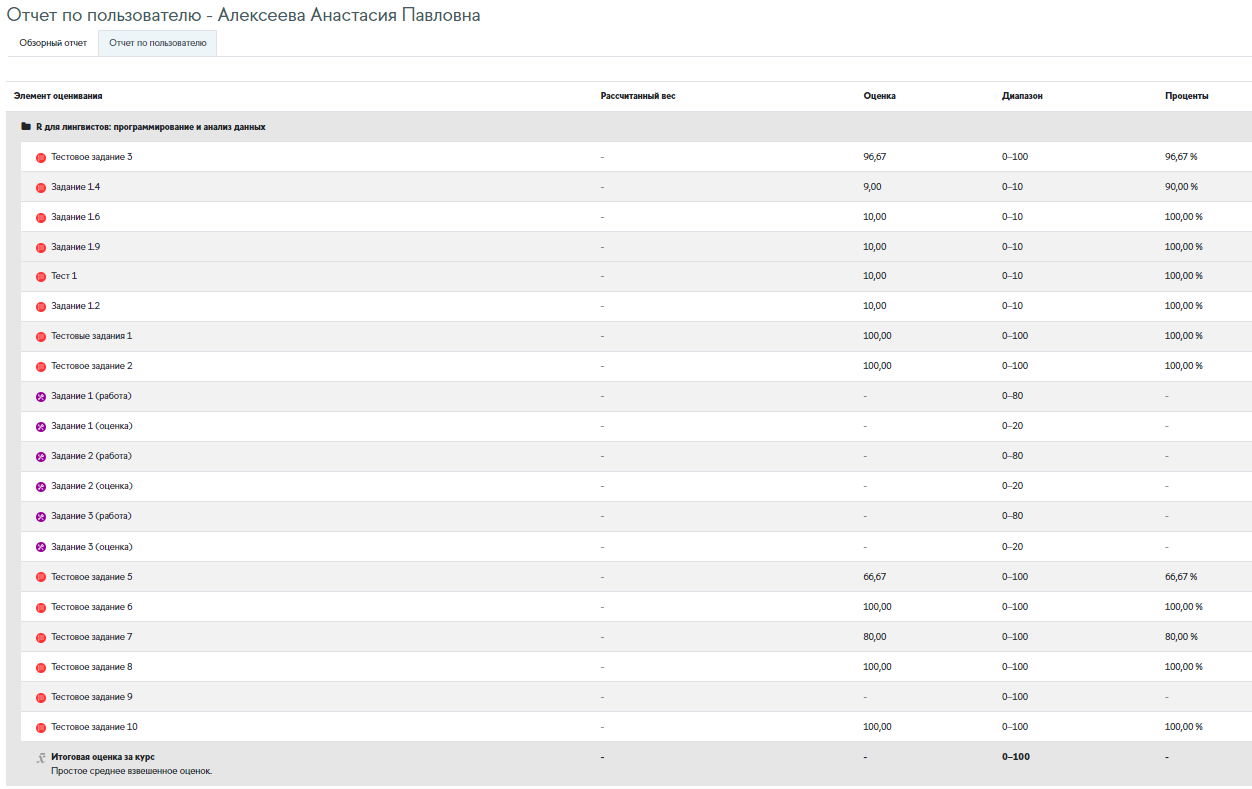 Отчет по пользователю - Алексеева Анастасия Павловна
Обзорный отчет Отчет по пользователю
Элемент оценивания Рассчитанный вес Оценка Диапазон Проценты
R для лингвистов: программирование и анализ данных
Тестовое задание 3 - 96,67 0–100 96,67 %
Задание 1.4 - 9,00 0–10 90,00 %
Задание 1.6 - 10,00 0–10 100,00 %
Задание 1.9 - 10,00 0–10 100,00 %
Тест 1 - 10,00 0–10 100,00 %
Задание 1.2 - 10,00 0–10 100,00 %
Тестовые задания 1 - 100,00 0–100 100,00 %
Тестовое задание 2 - 100,00 0–100 100,00 %
Задание 1 (работа) - - 0–80 -
Задание 1 (оценка) - - 0–20 -
Задание 2 (работа) - - 0–80 -
Задание 2 (оценка) - - 0–20 -
Задание 3 (работа) - - 0–80 -
Задание 3 (оценка) - - 0–20 -
Тестовое задание 5 - 66,67 0–100 66,67 %
Тестовое задание 6 - 100,00 0–100 100,00 %
Тестовое задание 7 - 80,00 0–100 80,00 %
Тестовое задание 8 - 100,00 0–100 100,00 %
Тестовое задание 9 - - 0–100 -
Тестовое задание 10 - 100,00 0–100 100,00 %
Итоговая оценка за курс - - 0–100 -
Простое среднее взвешенное оценок.